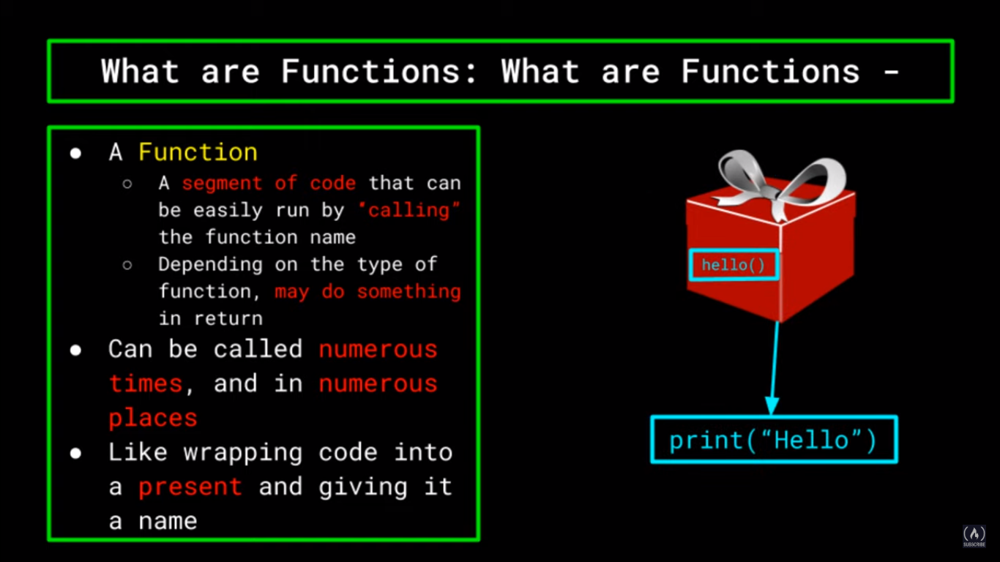 What are Functions: What are Functions -
● A Function
○ A segment of code that can
be easily run by "calling"
the function name
○ Depending on the type of
function, may do something
in return
● Can be called numerous
times, and in numerous
places
● Like wrapping code into
a present and giving it
a name
hello()
print(“Hello”)
SUBSCRIBE